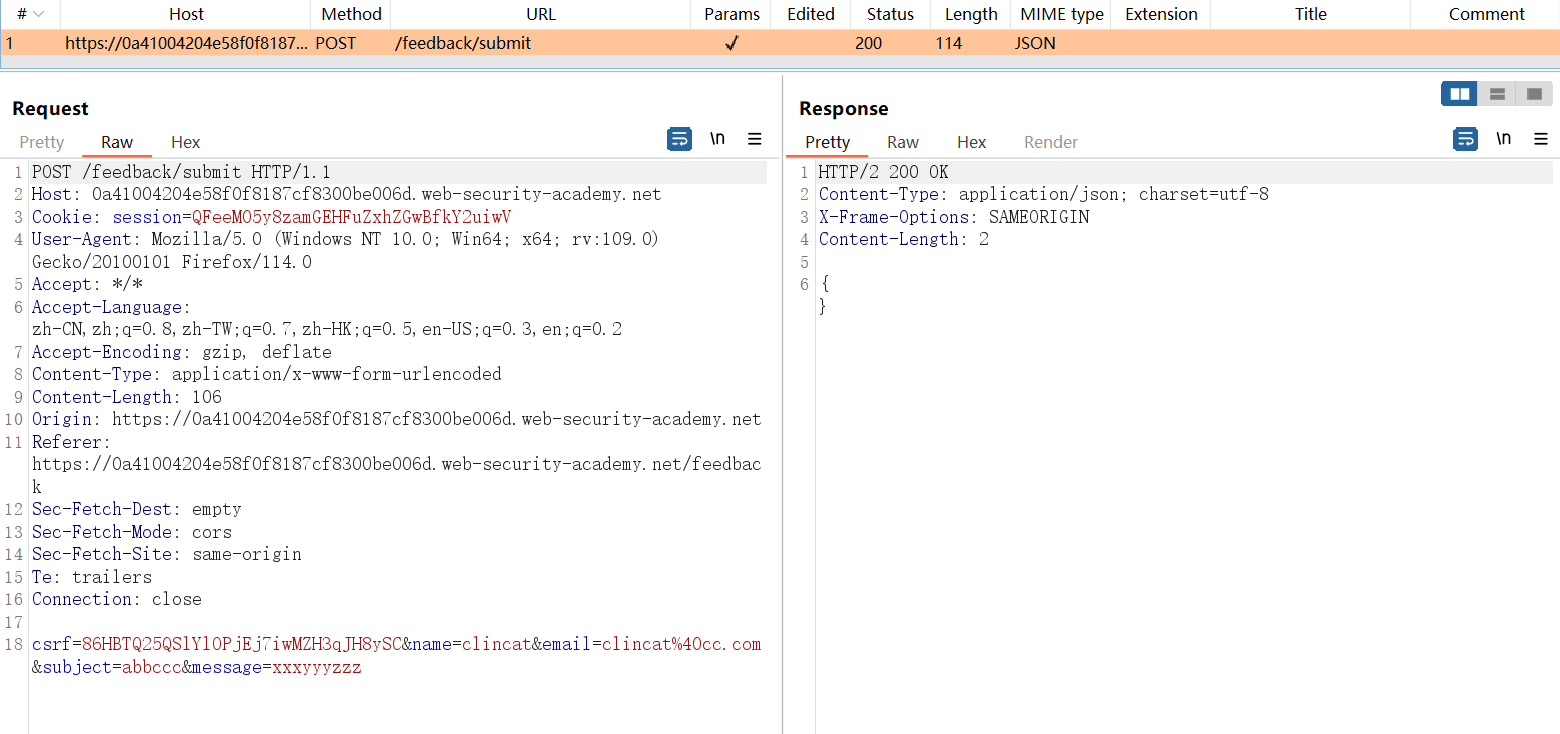 # Host Method URL Params Edited Status Length MIME type Extension Title Comment
1 https://0a41004204e58f0f8187... POST /feedback/submit ✓ 200 114 JSON
Request
Pretty Raw Hex
\n
1 POST /feedback/submit HTTP/1.1
2 Host: 0a41004204e58f0f8187cf8300be006d.web-security-academy.net
3 Cookie: session=QFeeMO5y8zamGEHFuZxhZGwBfkY2uiwV
4 User-Agent: Mozilla/5.0 (Windows NT 10.0; Win64; x64; rv:109.0)
Gecko/20100101 Firefox/114.0
5 Accept: */*
6 Accept-Language:
zh-CN,zh;q=0.8,zh-TW;q=0.7,zh-HK;q=0.5,en-US;q=0.3,en;q=0.2
7 Accept-Encoding: gzip, deflate
8 Content-Type: application/x-www-form-urlencoded
9 Content-Length: 106
10 Origin: https://0a41004204e58f0f8187cf8300be006d.web-security-academy.net
11 Referer:
https://0a41004204e58f0f8187cf8300be006d.web-security-academy.net/feedbac
k
12 Sec-Fetch-Dest: empty
13 Sec-Fetch-Mode: cors
14 Sec-Fetch-Site: same-origin
15 Te: trailers
16 Connection: close
17
18 csrf=86HBTQ25QSlYlOPjEj7iwMZH3qJH8ySC&name=clincat&email=clincat%40cc.com
&subject=abbccc&message=xxxyyyzzz
Response
Pretty Raw Hex Render
\n
1 HTTP/2 200 OK
2 Content-Type: application/json; charset=utf-8
3 X-Frame-Options: SAMEORIGIN
4 Content-Length: 2
5
6 {
}